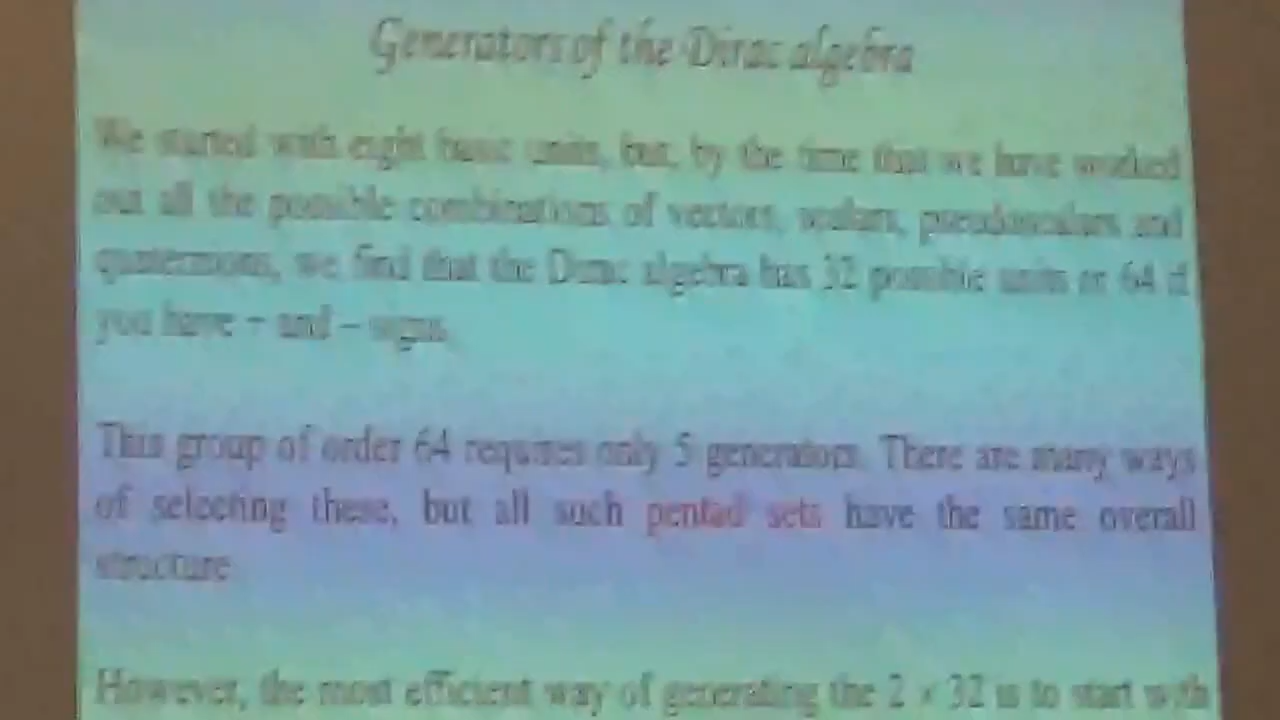 Generators of the Dirac algebra
We started with eight basic units, but, by the time that we have worked
out all the possible combinations of vectors, scalars, pseudoscalars and
quaternions, we find that the Dirac algebra has 32 possible units or 64 if
you have + and – signs.
This group of order 64 requires only 5 generators. There are many ways
of selecting these, but all such pentad sets have the same overall
structure
However, the most efficient way of generating the 2 × 32 is to start with